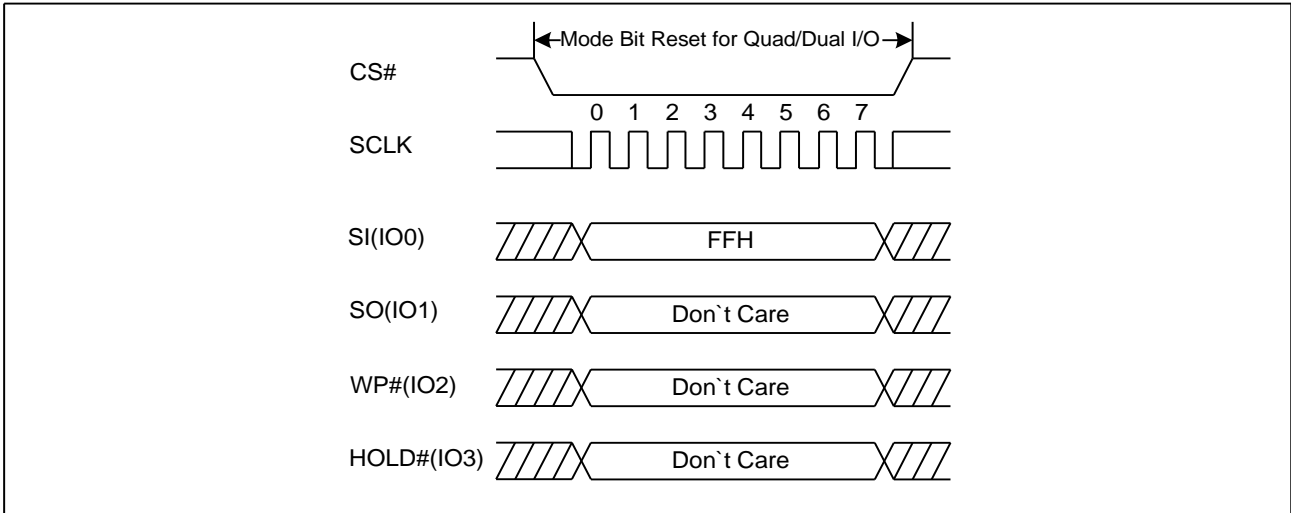 Mode Bit Reset for Quad/Dual I/O
CS#
0 1 2 3 4 5 6 7
SCLK
SI(IO0) FFH
SO(IO1) Don`t Care
WP#(IO2) Don`t Care
HOLD#(IO3) Don`t Care